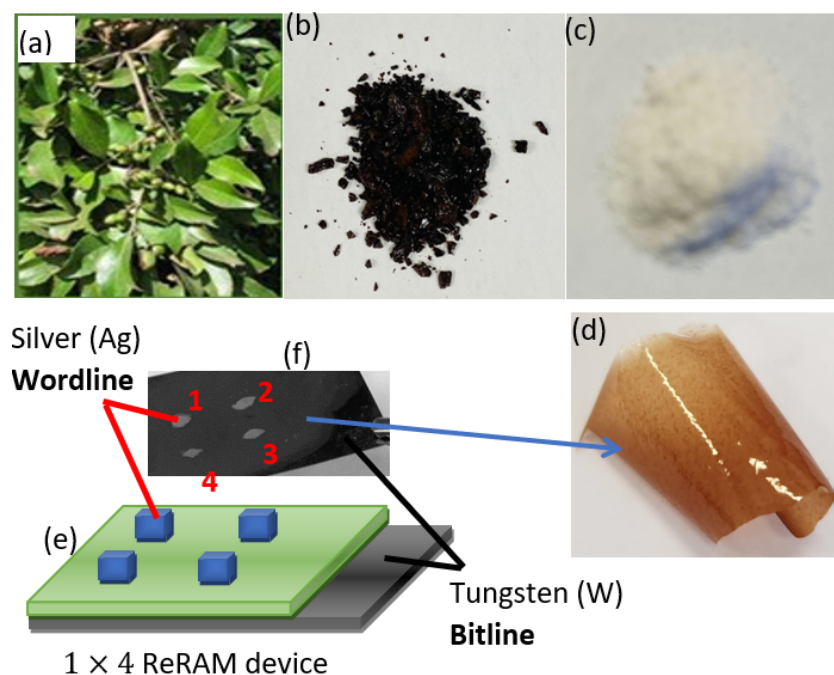 (a)
(b)
(c)
(d)
Silver (Ag)
Wordline
(f)
1
2
3
4
(e)
Tungsten (W)
Bitline
1 × 4 ReRAM device